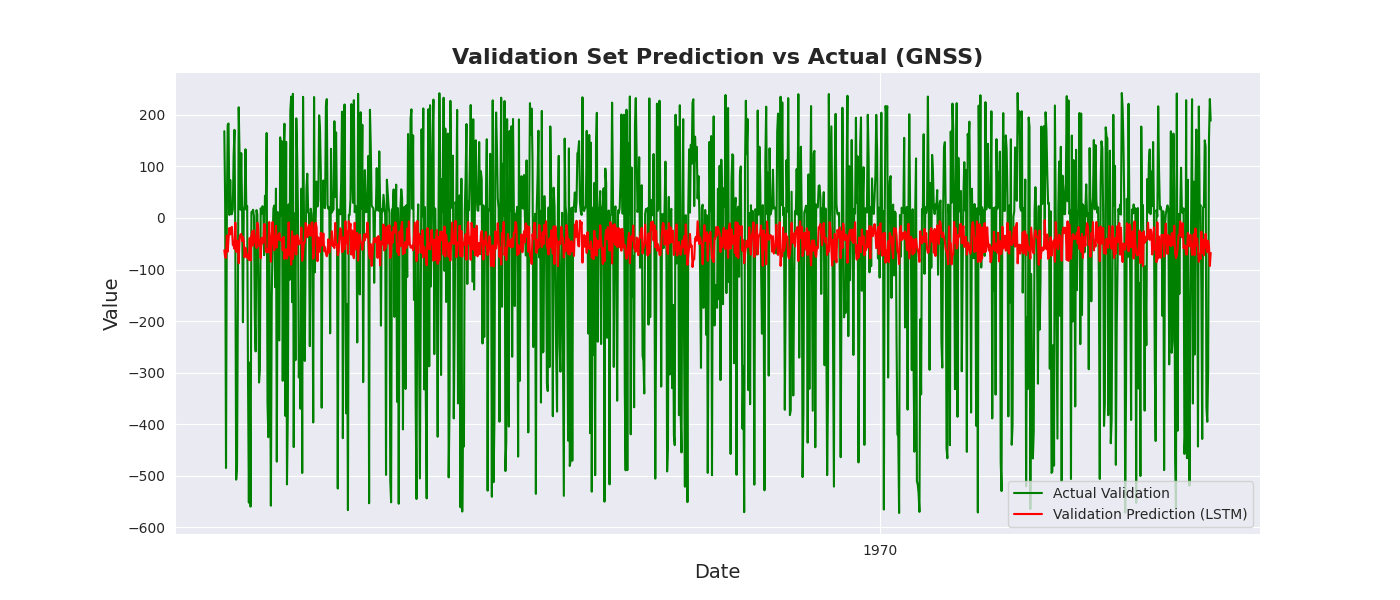 Validation Set Prediction vs Actual (GNSS)
200
100
0
−100
−200
−300
−400
−500
−600
Value
1970
Date
Actual Validation
Validation Prediction (LSTM)